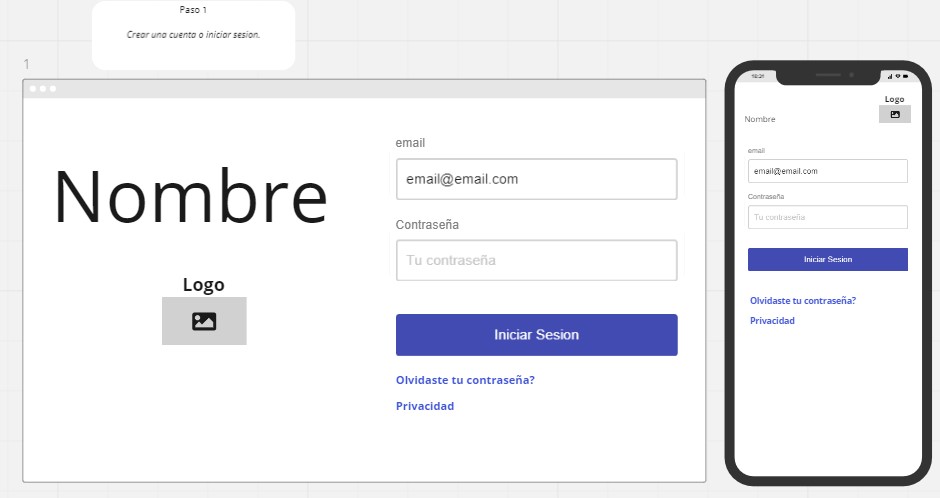 Paso 1
Crear una cuenta o iniciar sesion.
1
Nombre
Logo
email
email@email.com
Contraseña
Tu contraseña
Iniciar Sesion
Olvidaste tu contraseña?
Privacidad
10:21
Logo
Nombre
email
email@email.com
Contraseña
Tu contraseña
Iniciar Sesion
Olvidaste tu contraseña?
Privacidad